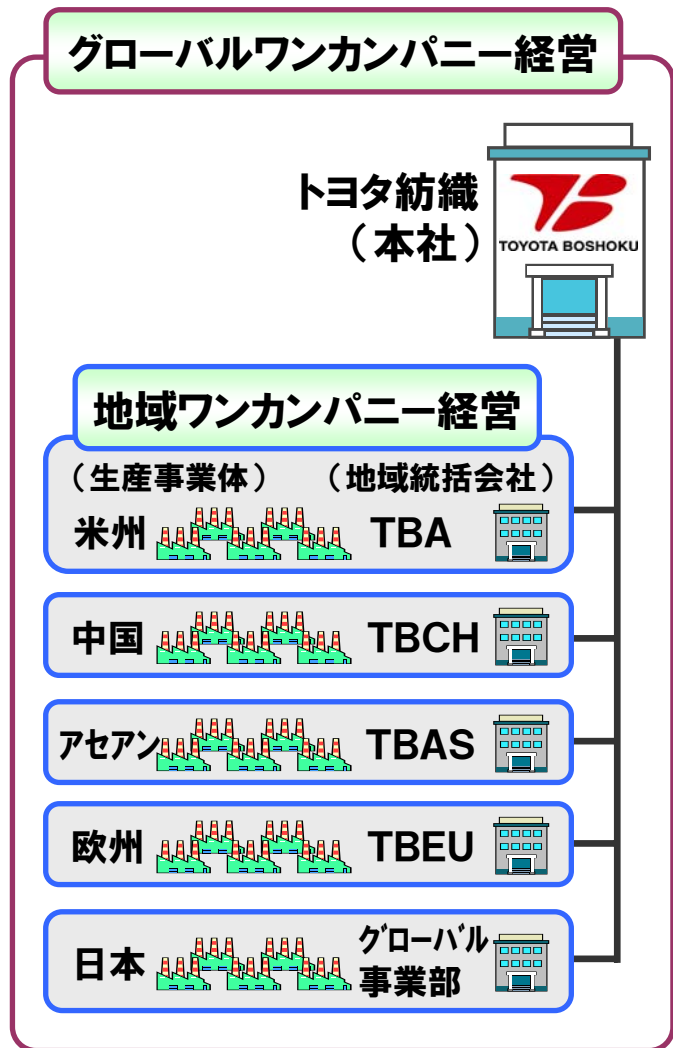 グローバルワンカンパニー経営
トヨタ紡織
（本社）
TOYOTA BOSHOKU
地域ワンカンパニー経営
（生産事業体） （地域統括会社）
米州 TBA
中国 TBCH
アセアン TBAS
欧州 TBEU
日本 グローバル
事業部